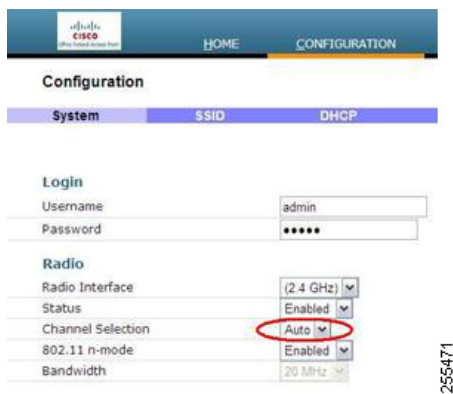 CISCO
HOME CONFIGURATION
Configuration
System SSID DHCP
Login
Username admin
Password •••••
Radio
Radio Interface (2.4 GHz)
Status Enabled
Channel Selection Auto
802.11 n-mode Enabled
Bandwidth 20 MHz
255471